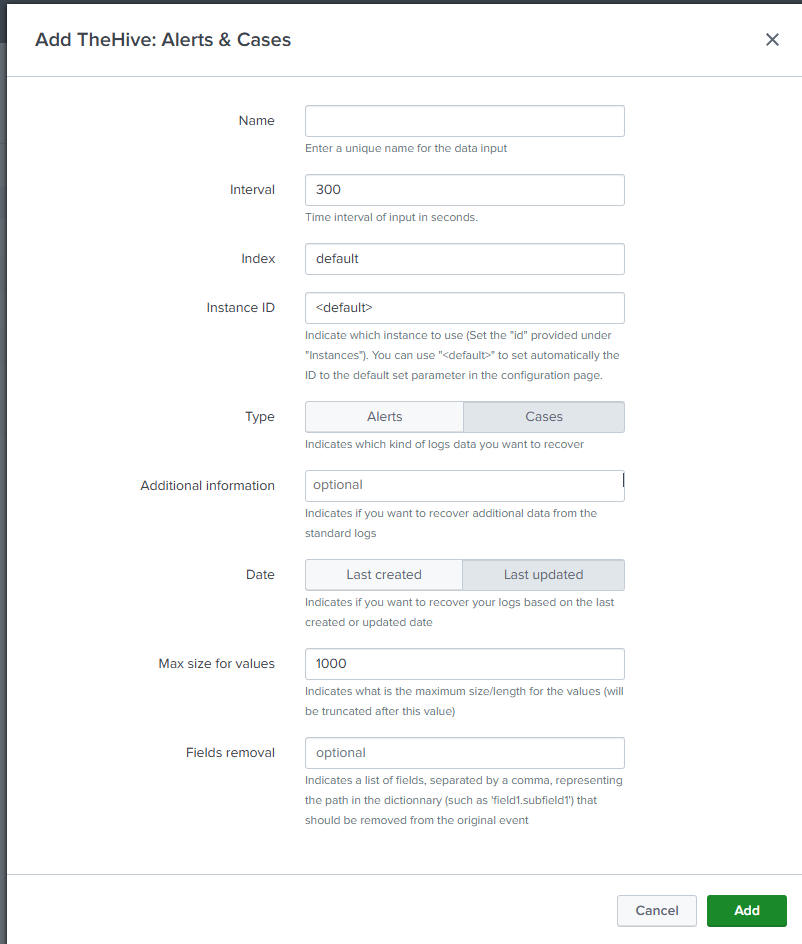 Add TheHive: Alerts & Cases
Name
Enter a unique name for the data input
Interval
300
Time interval of input in seconds.
Index
default
Instance ID
<default>
Indicate which instance to use (Set the "id" provided under
"Instances"). You can use "<default>" to set automatically the
ID to the default set parameter in the configuration page.
Type
Alerts
Cases
Indicates which kind of logs data you want to recover
Additional information
optional
Indicates if you want to recover additional data from the
standard logs
Date
Last created
Last updated
Indicates if you want to recover your logs based on the last
created or updated date
Max size for values
1000
Indicates what is the maximum size/length for the values (will
be truncated after this value)
Fields removal
optional
Indicates a list of fields, separated by a comma, representing
the path in the dictionnary (such as 'field1.subfield1') that
should be removed from the original event
Cancel
Add